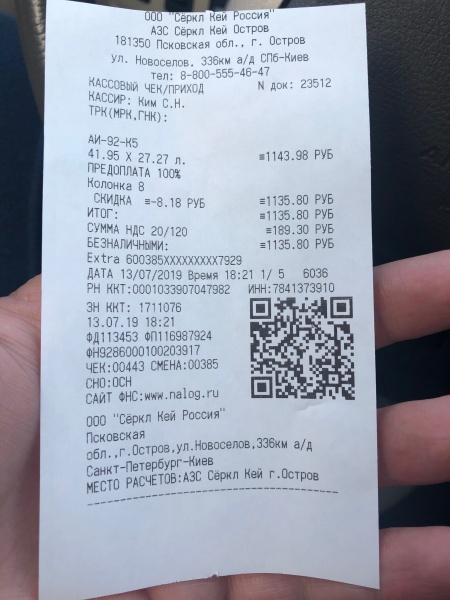 ООО "Сёркл Кей Россия"
АЗС Сёркл Кей Остров
181350 Псковская обл., г. Остров
ул. Новоселов. 336км а/д СПб-Киев
тел: 8-800-555-46-47
КАССОВЫЙ ЧЕК/ПРИХОД N док: 23512
КАССИР: Ким С.Н.
ТРК(МРК,ГНК):
АИ-92-К5
41.95 X 27.27 л. ≡1143.98 РУБ
ПРЕДОПЛАТА 100%
Колонка 8
СКИДКА ≡-8.18 РУБ ≡1135.80 РУБ
ИТОГ: ≡1135.80 РУБ
СУММА НДС 20/120 ≡189.30 РУБ
БЕЗНАЛИЧНЫМИ: ≡1135.80 РУБ
Extra 600385XXXXXXXXX7929
ДАТА 13/07/2019 Время 18:21 1/ 5 6036
РН ККТ:0001033907047982 ИНН:7841373910
ЗН ККТ: 1711076
13.07.19 18:21
ФД113453 ФП116987924
ФН9286000100203917
ЧЕК:00443 СМЕНА:00385
СНО:ОСН
САЙТ ФНС:www.nalog.ru
ООО "Сёркл Кей Россия"
Псковская
обл.,г.Остров,ул.Новоселов,336км а/д
Санкт-Петербург-Киев
МЕСТО РАСЧЕТОВ:АЗС Сёркл Кей г.Остров